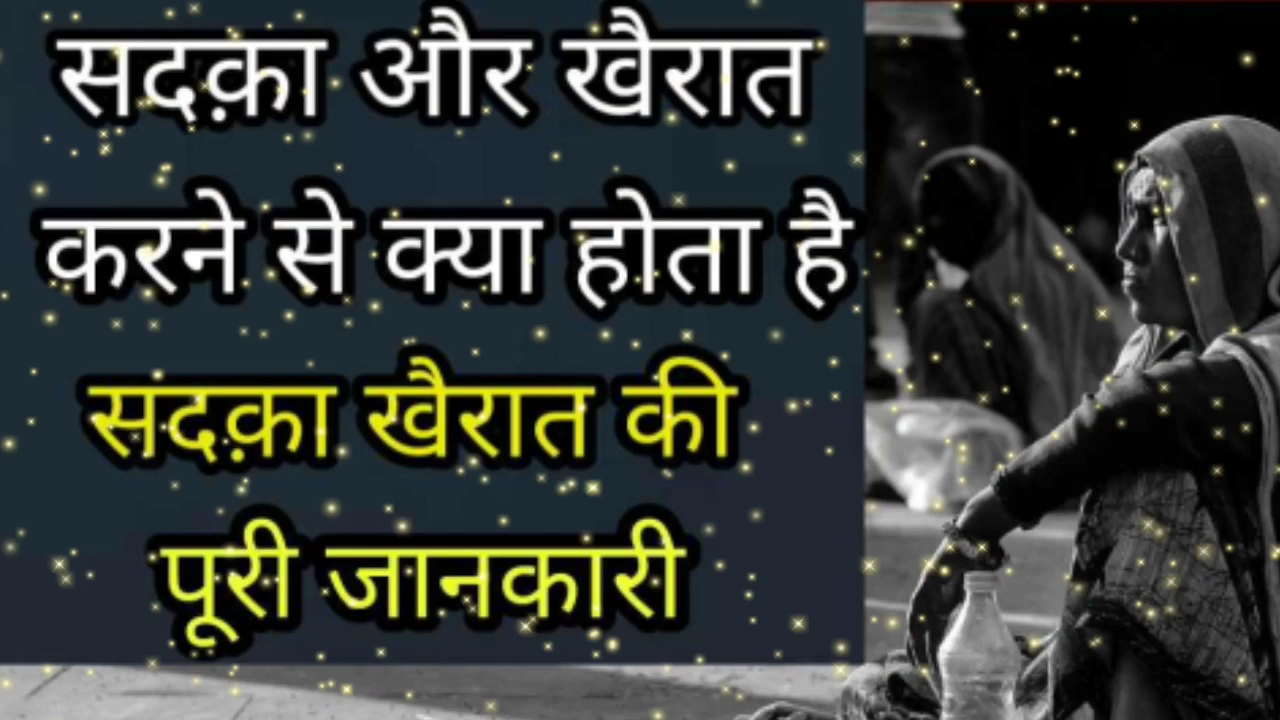 सदक़ा और खैरात
करने से क्या होता है
सदक़ा खैरात की
पूरी जानकारी